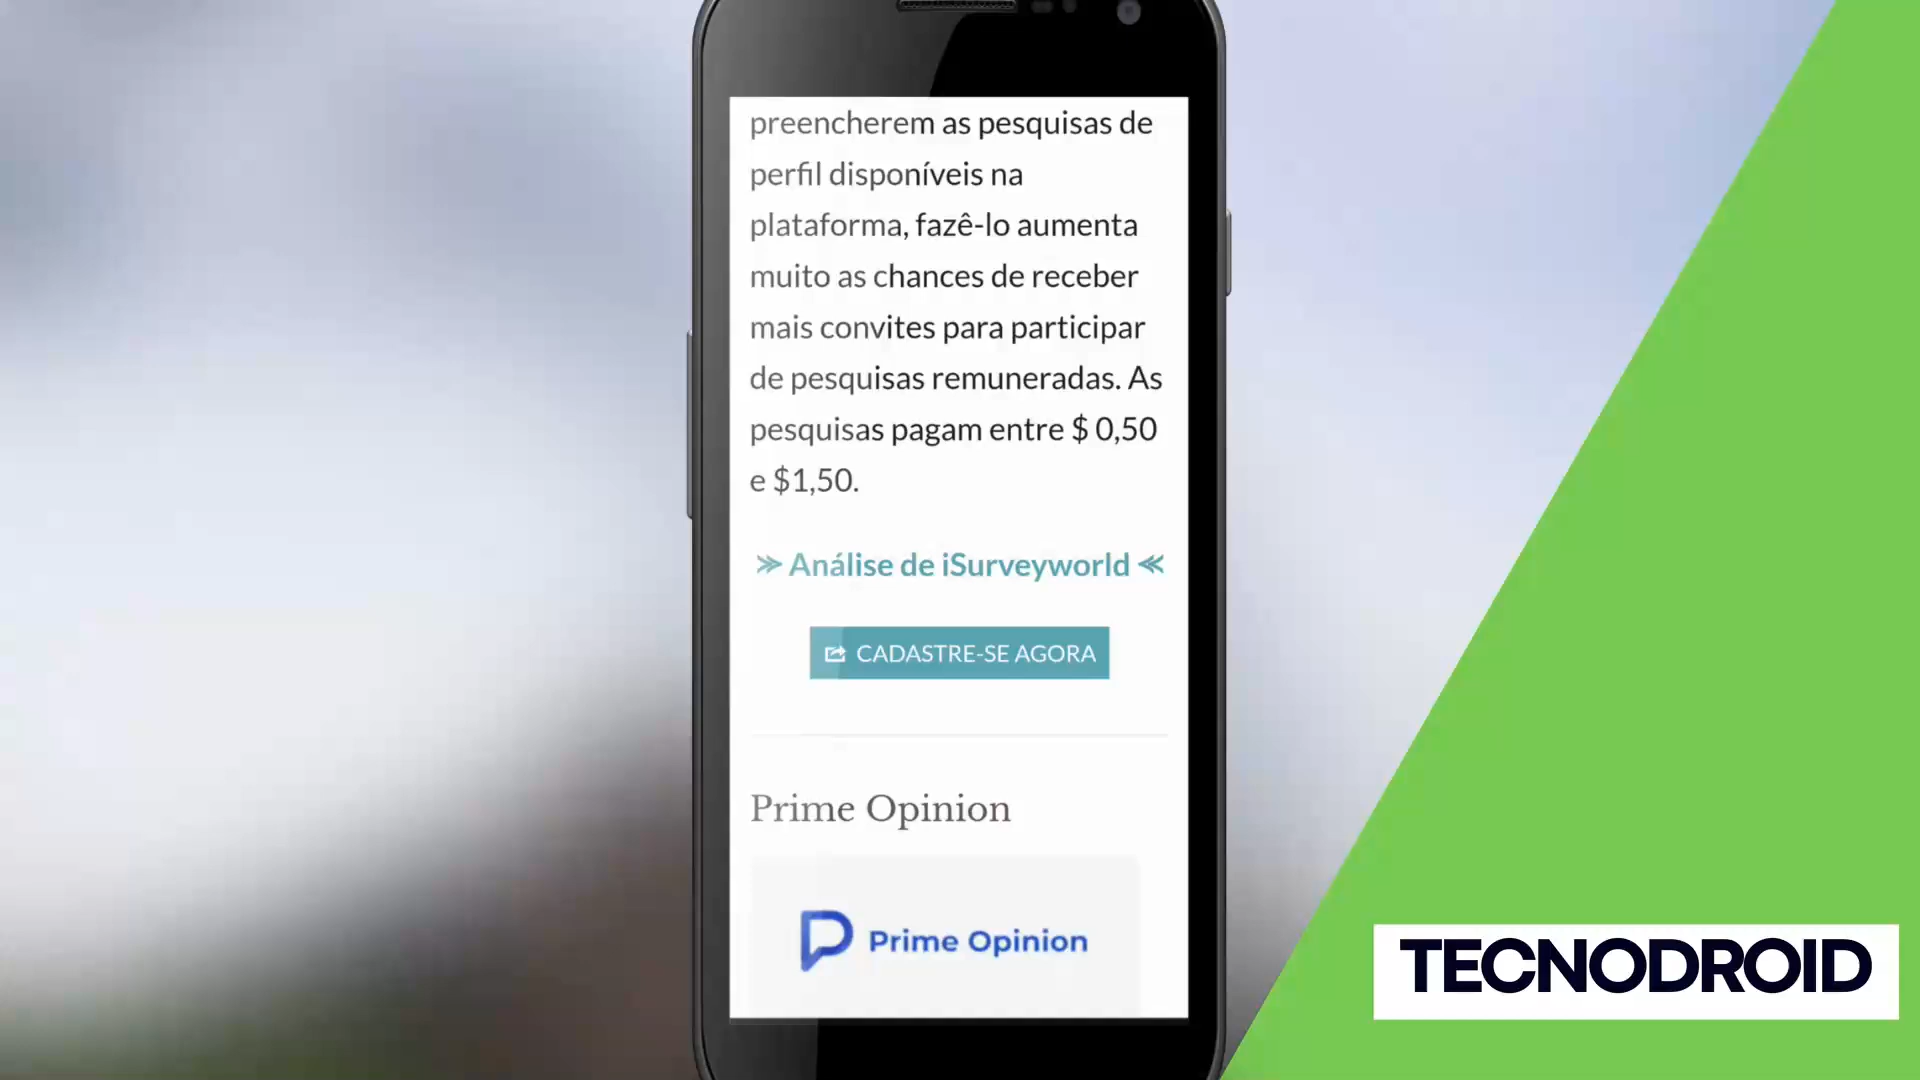 preencherem as pesquisas de
perfil disponíveis na
plataforma, fazê-lo aumenta
muito as chances de receber
mais convites para participar
de pesquisas remuneradas. As
pesquisas pagam entre $ 0,50
e $1,50.
≫ Análise de iSurveyworld ≪
CADASTRE-SE AGORA
Prime Opinion
Prime Opinion
TECNODROID